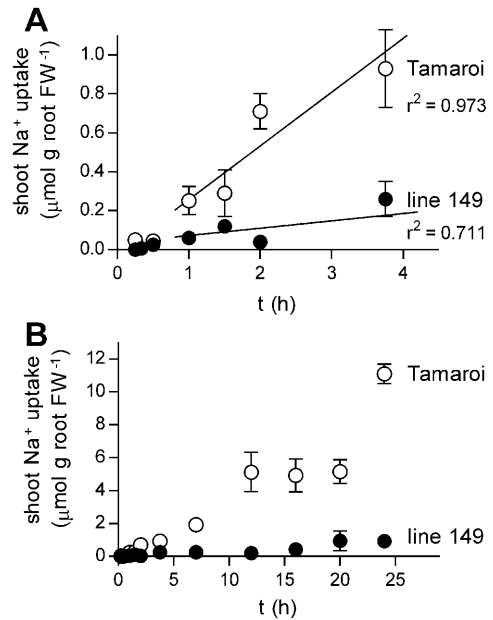 A
shoot Na⁺ uptake
(μmol g root FW⁻¹)
1.0
0.8
0.6
0.4
0.2
0.0
Tamaroi
r² = 0.973
line 149
r² = 0.711
0 1 2 3 4
t (h)
B
shoot Na⁺ uptake
(μmol g root FW⁻¹)
12
10
8
6
4
2
0
Tamaroi
line 149
0 5 10 15 20 25
t (h)